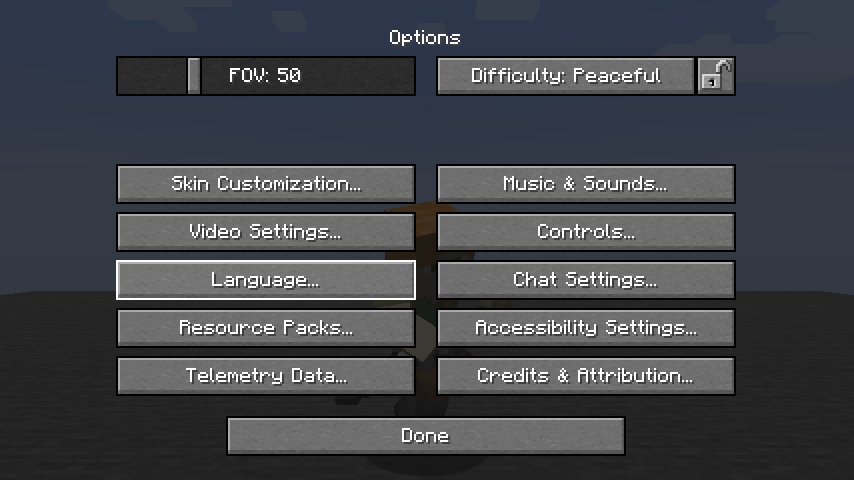 Options
FOV: 50
Difficulty: Peaceful
Skin Customization...
Music & Sounds...
Video Settings...
Controls...
Language...
Chat Settings...
Resource Packs...
Accessibility Settings...
Telemetry Data...
Credits & Attribution...
Done